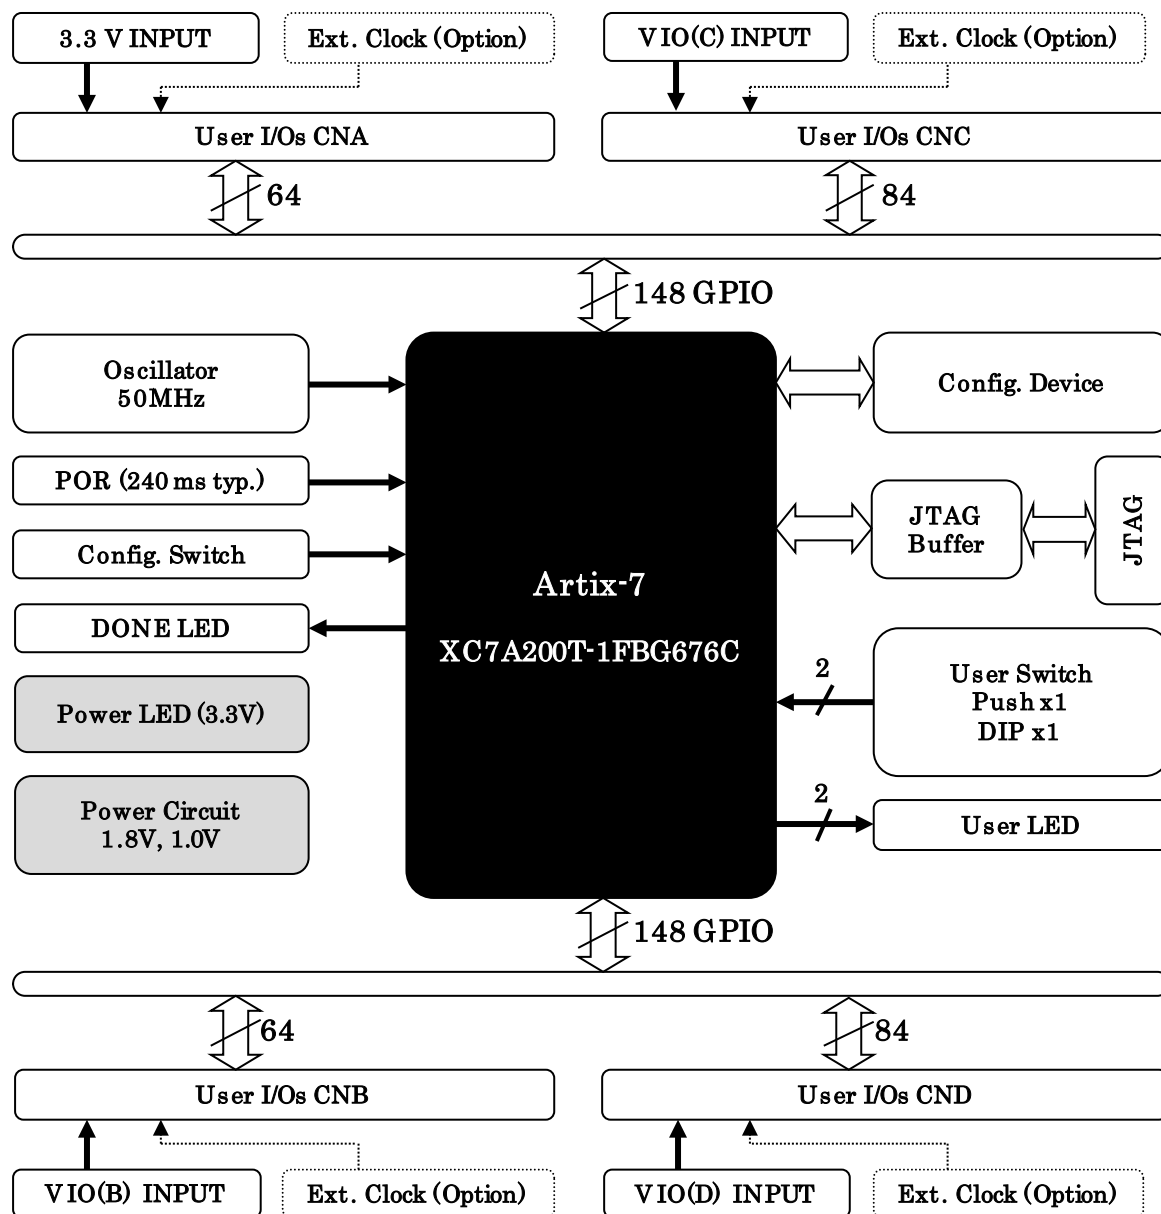 3.3 V INPUT
Ext. Clock (Option)
VIO(C) INPUT
Ext. Clock (Option)
User I/Os CNA
User I/Os CNC
64
84
148 GPIO
Oscillator
50MHz
Config. Device
POR (240 ms typ.)
Config. Switch
JTAG
Buffer
JTAG
Artix-7
XC7A200T-1FBG676C
DONE LED
Power LED (3.3V)
2
User Switch
Push x1
DIP x1
Power Circuit
1.8V, 1.0V
2
User LED
148 GPIO
64
84
User I/Os CNB
User I/Os CND
VIO(B) INPUT
Ext. Clock (Option)
VIO(D) INPUT
Ext. Clock (Option)